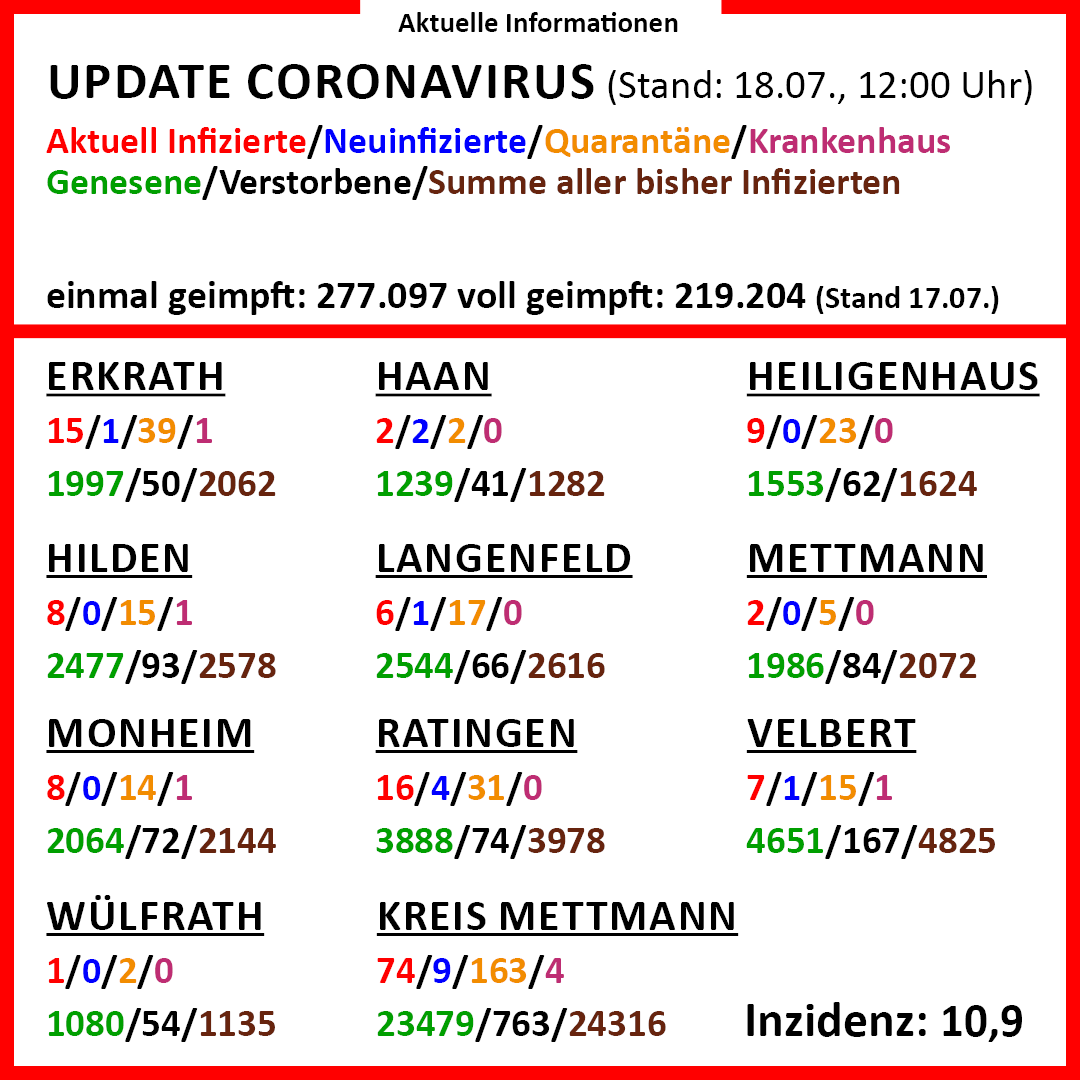 Aktuelle Informationen
UPDATE CORONAVIRUS (Stand: 18.07., 12:00 Uhr)
Aktuell Infizierte/Neuinfizierte/Quarantäne/Krankenhaus
Genesene/Verstorbene/Summe aller bisher Infizierten
einmal geimpft: 277.097 voll geimpft: 219.204 (Stand 17.07.)
ERKRATH
15/1/39/1
1997/50/2062
HAAN
2/2/2/0
1239/41/1282
HEILIGENHAUS
9/0/23/0
1553/62/1624
HILDEN
8/0/15/1
2477/93/2578
LANGENFELD
6/1/17/0
2544/66/2616
METTMANN
2/0/5/0
1986/84/2072
MONHEIM
8/0/14/1
2064/72/2144
RATINGEN
16/4/31/0
3888/74/3978
VELBERT
7/1/15/1
4651/167/4825
WÜLFRATH
1/0/2/0
1080/54/1135
KREIS METTMANN
74/9/163/4
23479/763/24316
Inzidenz: 10,9